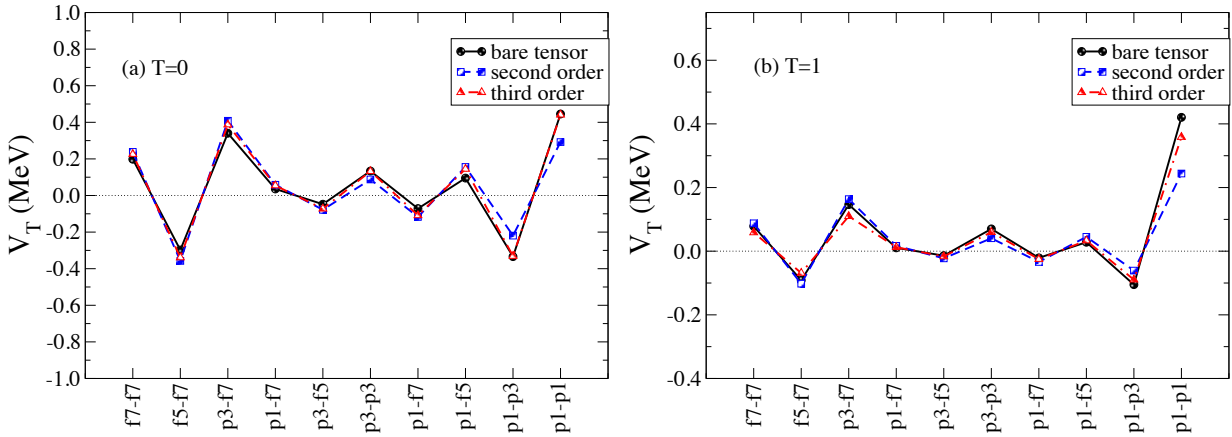 1.0
0.8
0.6
0.4
0.2
0.0
-0.2
-0.4
-0.6
-0.8
-1.0
V_T (MeV)
(a) T=0
bare tensor
second order
third order
f7-f7
f5-f7
p3-f7
p1-f7
p3-f5
p3-p3
p1-f7
p1-f5
p1-p3
p1-p1
0.6
0.4
0.2
0.0
-0.2
-0.4
V_T (MeV)
(b) T=1
bare tensor
second order
third order
f7-f7
f5-f7
p3-f7
p1-f7
p3-f5
p3-p3
p1-f7
p1-f5
p1-p3
p1-p1